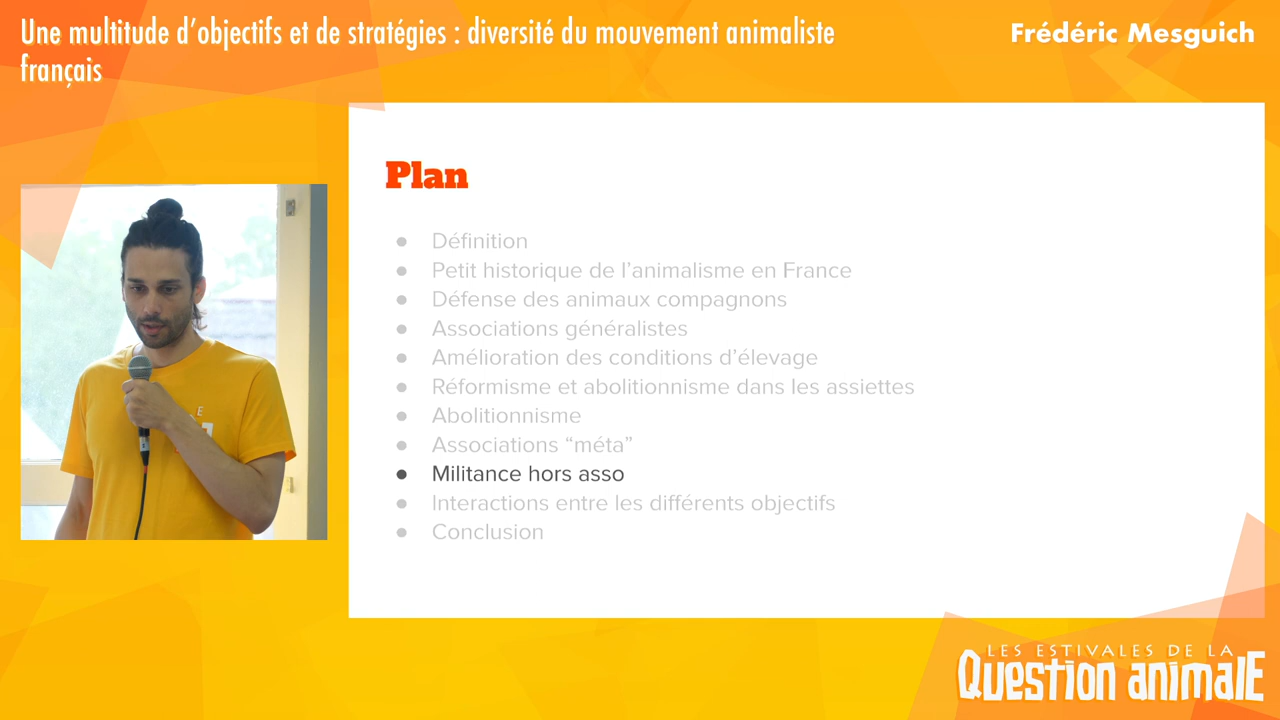 Une multitude d'objectifs et de stratégies : diversité du mouvement animaliste
français
Frédéric Mesguich
Plan
● Définition
● Petit historique de l'animalisme en France
● Défense des animaux compagnons
● Associations généralistes
● Amélioration des conditions d'élevage
● Réformisme et abolitionnisme dans les assiettes
● Abolitionnisme
● Associations “méta”
● Militance hors asso
● Interactions entre les différents objectifs
● Conclusion
LES ESTIVALES DE LA
QUESTION ANIMALE